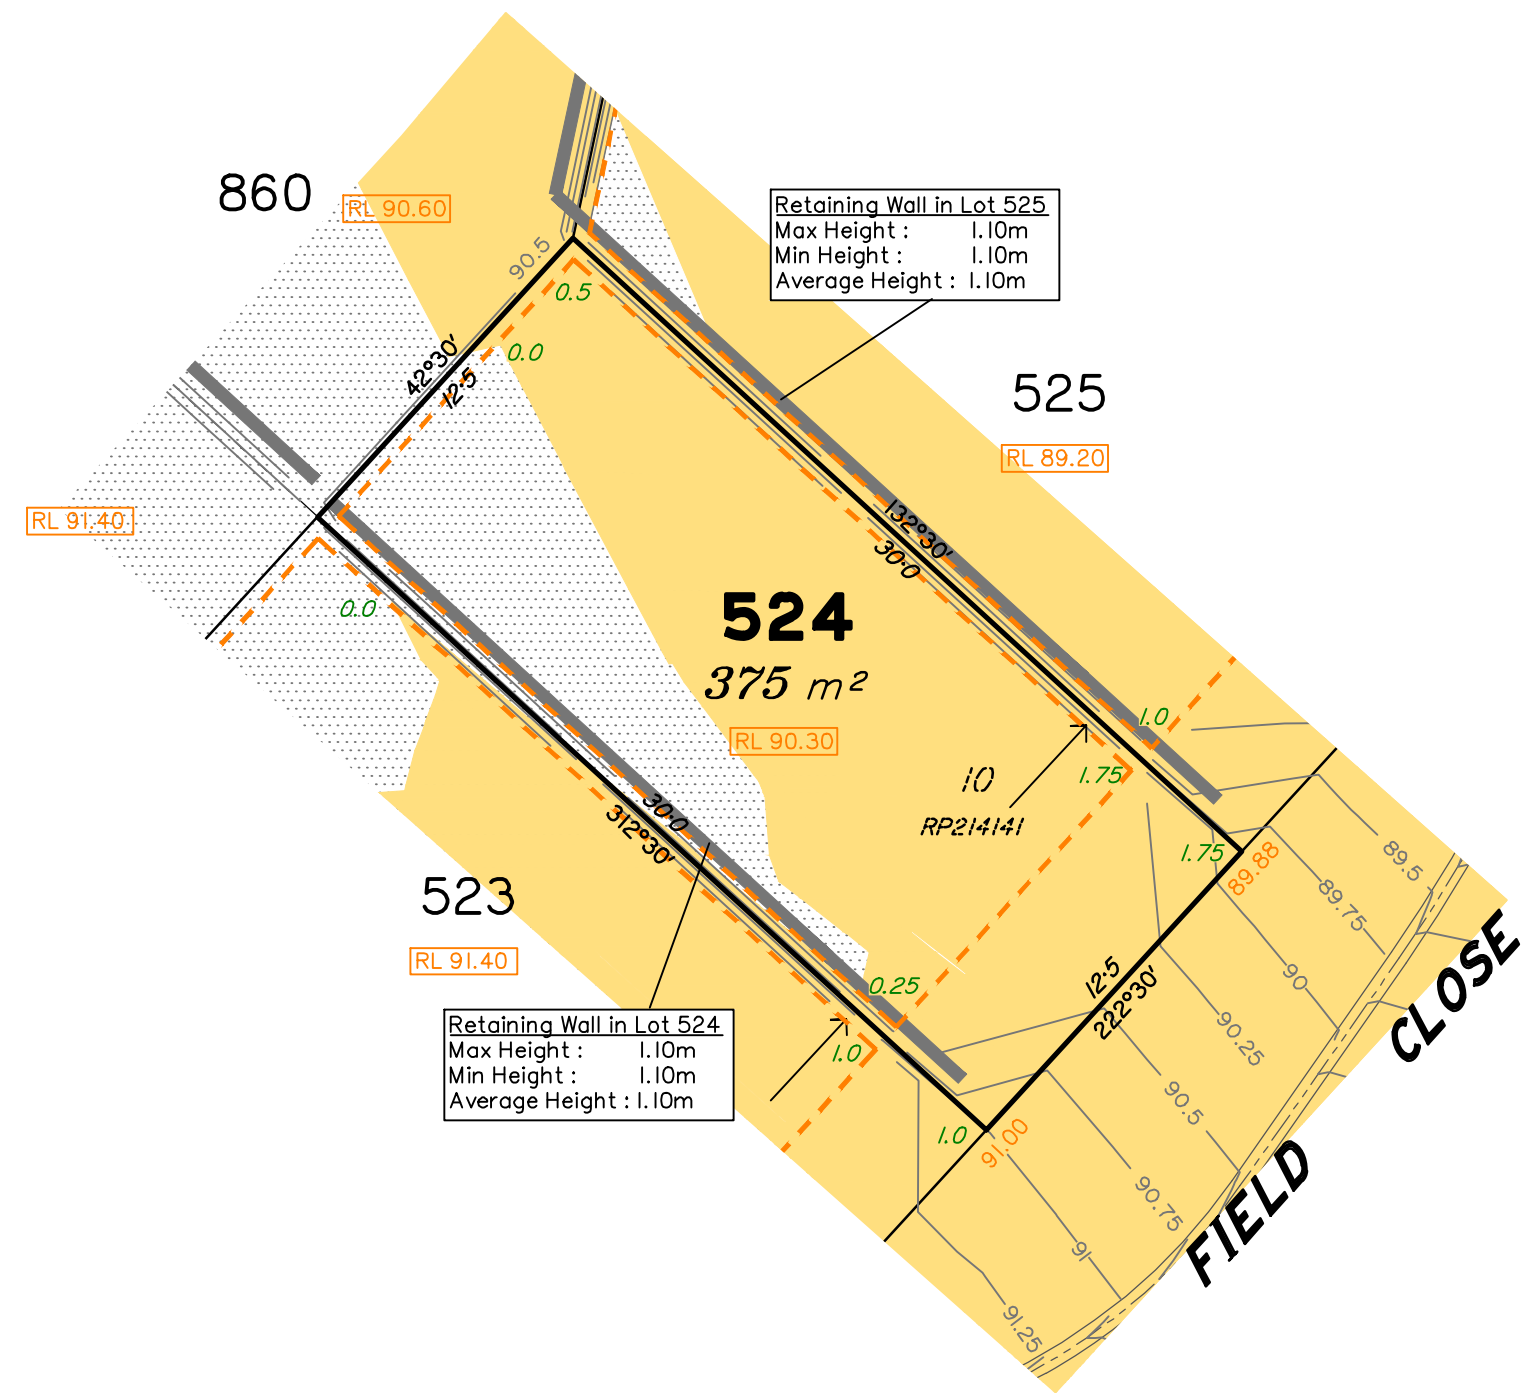 860
RL 90.60
90.5
0.5
0.0
42°30'
12·5
Retaining Wall in Lot 525
Max Height : 1.10m
Min Height : 1.10m
Average Height : 1.10m
525
RL 89.20
RL 91.40
0.0
132°30'
30·0
524
375 m²
RL 90.30
1.0
1.75
10
RP214141
30·0
312°30'
1.75
89.88
523
RL 91.40
0.25
12·5
222°30'
Retaining Wall in Lot 524
Max Height : 1.10m
Min Height : 1.10m
Average Height : 1.10m
1.0
1.0
91.00
89.5
89.75
90
90.25
90.5
90.75
91
91.25
FIELD CLOSE